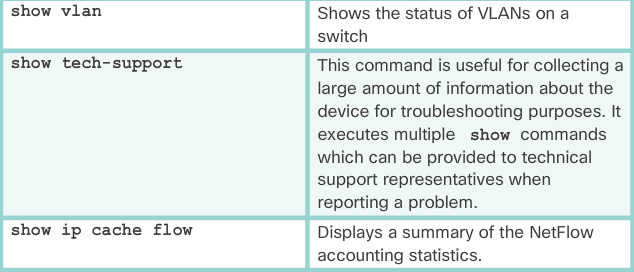 show vlan
Shows the status of VLANs on a
switch
show tech-support
This command is useful for collecting a
large amount of information about the
device for troubleshooting purposes. It
executes multiple show commands
which can be provided to technical
support representatives when
reporting a problem.
show ip cache flow
Displays a summary of the NetFlow
accounting statistics.